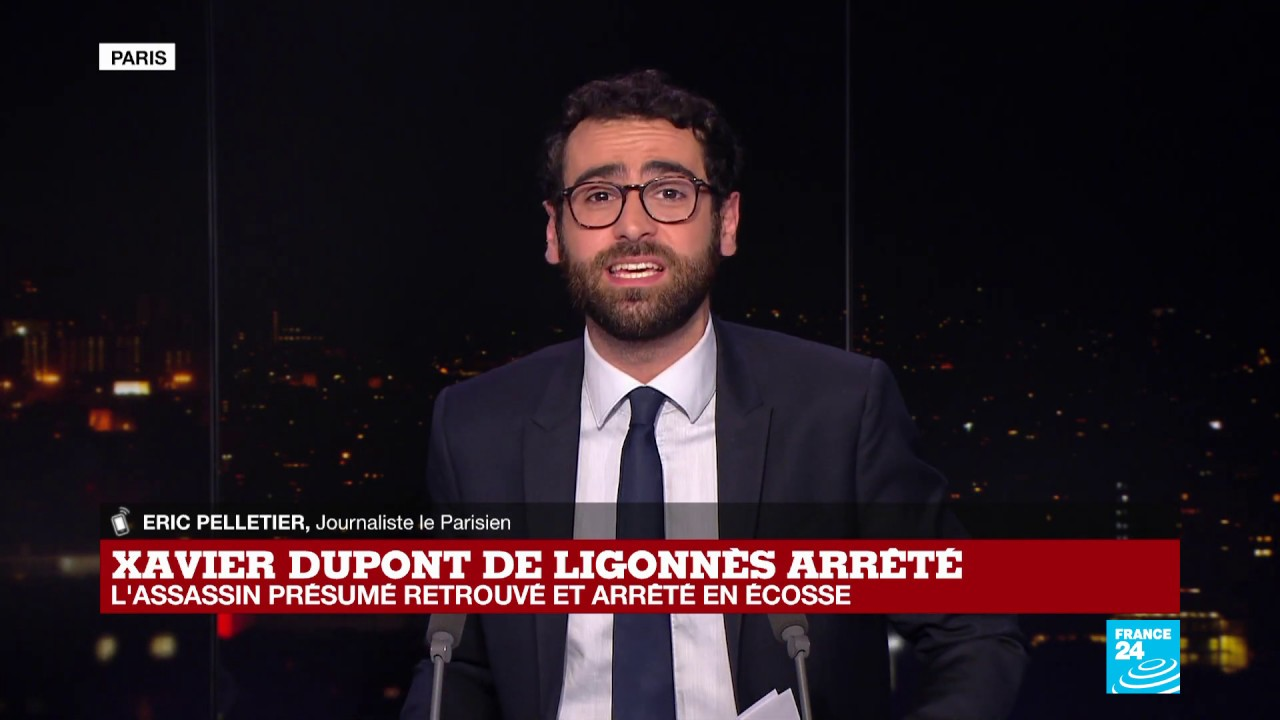 PARIS
ERIC PELLETIER, Journaliste le Parisien
XAVIER DUPONT DE LIGONNÈS ARRÊTÉ
L'ASSASSIN PRÉSUMÉ RETROUVÉ ET ARRÊTÉ EN ÉCOSSE
FRANCE
24